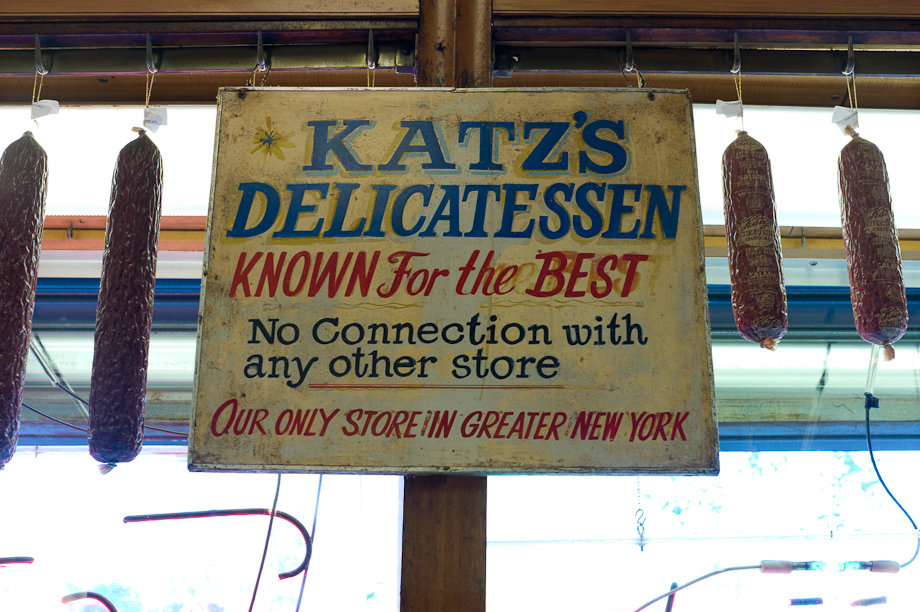 KATZ'S
DELICATESSEN
KNOWN For the BEST
No Connection with
any other store
OUR ONLY STORE IN GREATER NEW YORK